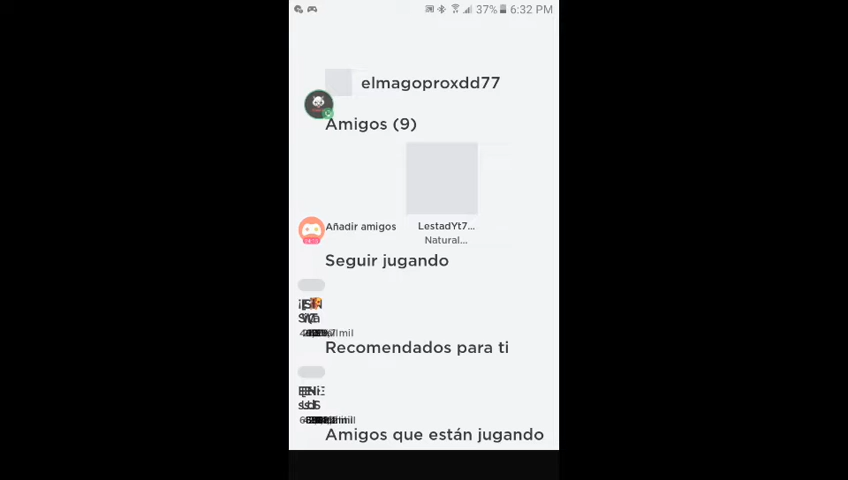 37% 6:32 PM
elmagoproxdd77
Amigos (9)
Añadir amigos
LestadYt7...
Natural...
Seguir jugando
Recomendados para ti
Amigos que están jugando